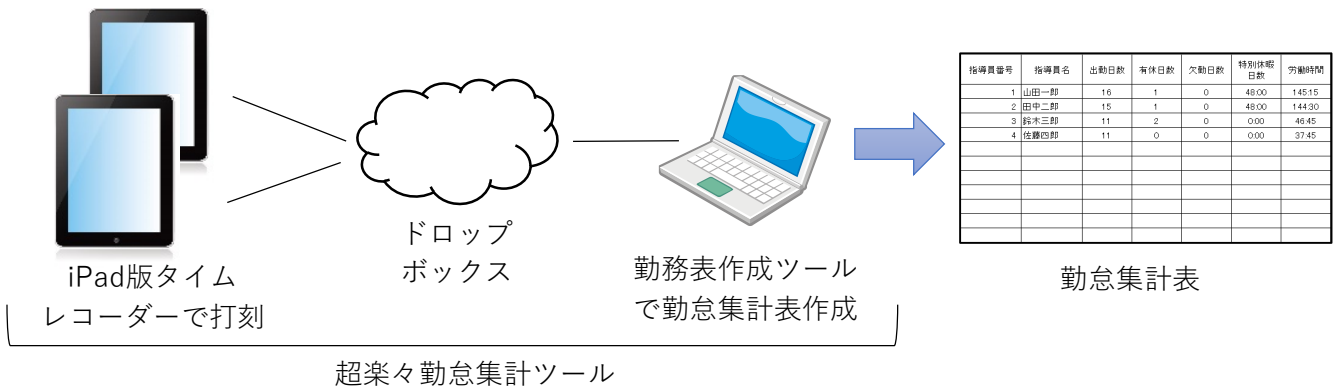 指導員番号 指導員名 出勤日数 有休日数 欠勤日数 特別休暇日数 労働時間
1 山田一郎 16 1 0 48:00 145:15
2 田中二郎 15 1 0 48:00 144:30
3 鈴木三郎 11 2 0 0:00 46:45
4 佐藤四郎 11 0 0 0:00 37:45
iPad版タイム
レコーダーで打刻
ドロップ
ボックス
勤務表作成ツール
で勤怠集計表作成
勤怠集計表
超楽々勤怠集計ツール